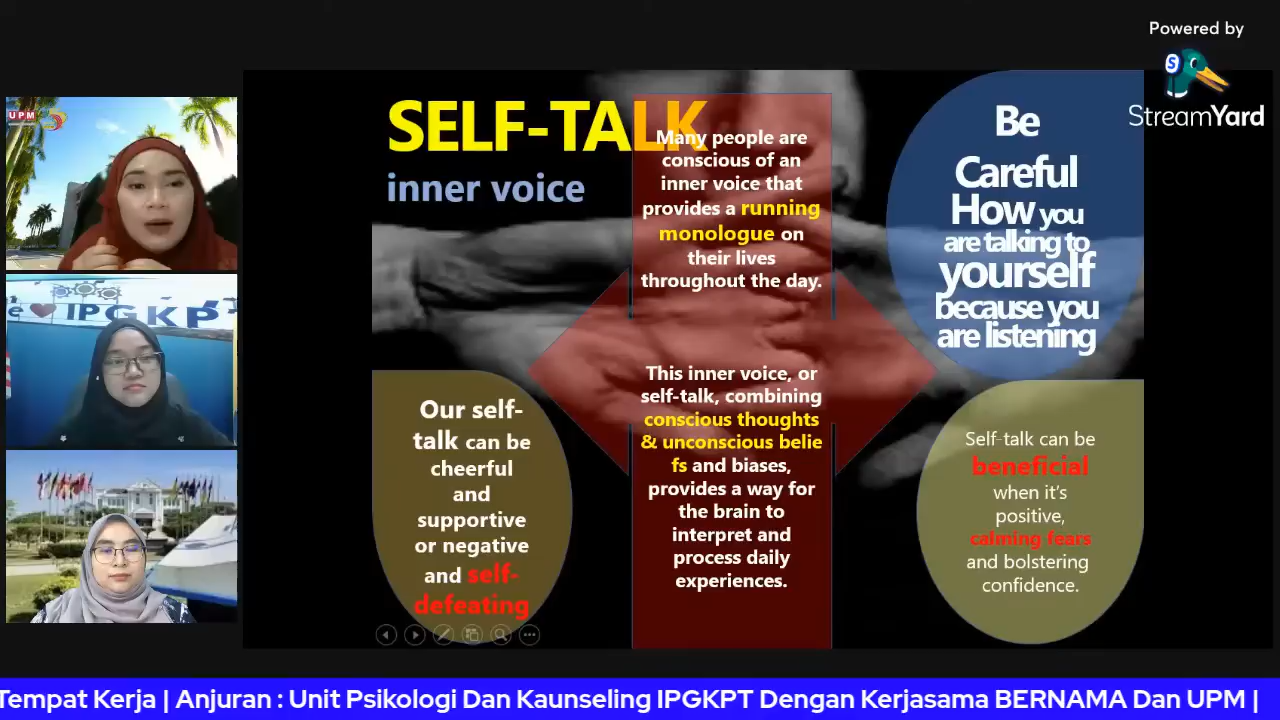 Powered by
StreamYard
UPM
IPGKPT
SELF-TALK
inner voice
Many people are
conscious of an
inner voice that
provides a running
monologue on
their lives
throughout the day.
This inner voice, or
self-talk, combining
conscious thoughts
& unconscious belie
fs and biases,
provides a way for
the brain to
interpret and
process daily
experiences.
Be
Careful
How you
are talking to
yourself
because you
are listening
Our self-
talk can be
cheerful
and
supportive
or negative
and self-
defeating
Self-talk can be
beneficial
when it's
positive,
calming fears
and bolstering
confidence.
Tempat Kerja | Anjuran : Unit Psikologi Dan Kaunseling IPGKPT Dengan Kerjasama BERNAMA Dan UPM |